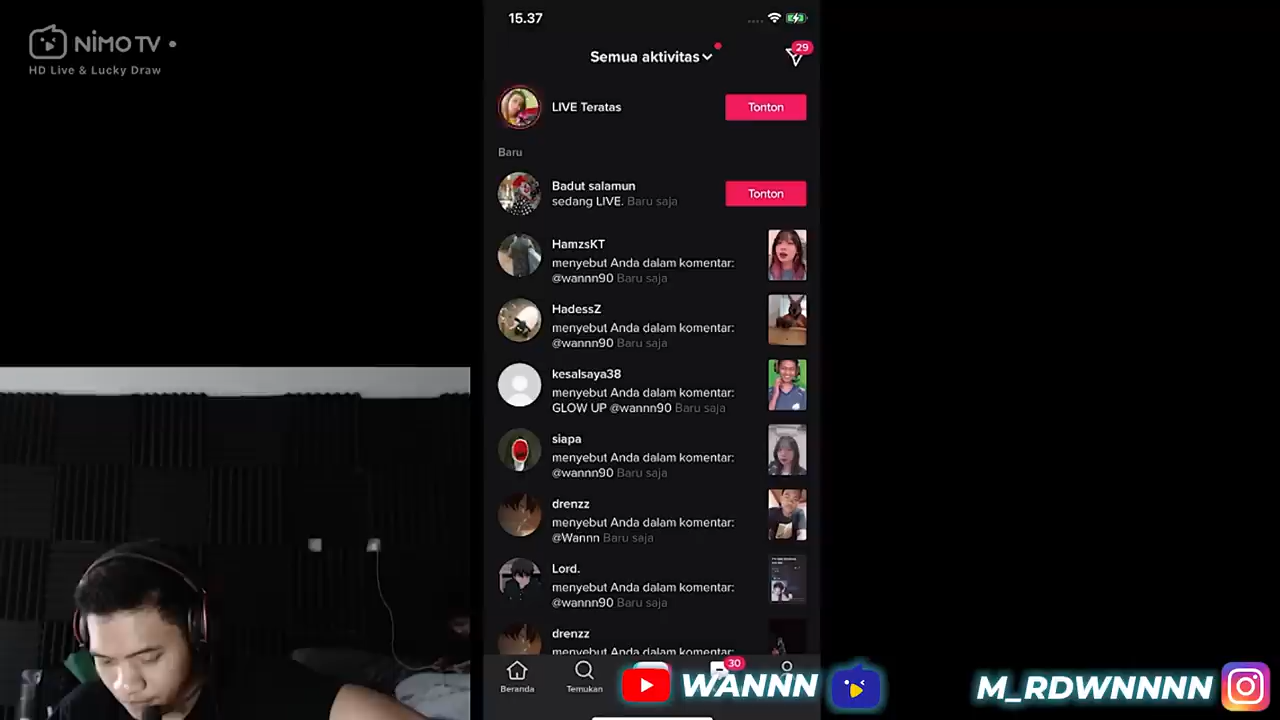 NIMO TV
HD Live & Lucky Draw
15.37
Semua aktivitas
29
LIVE Teratas
Tonton
Baru
Badut salamun
sedang LIVE. Baru saja
Tonton
HamzsKT
menyebut Anda dalam komentar:
@wannn90 Baru saja
HadessZ
menyebut Anda dalam komentar:
@wannn90 Baru saja
kesalsaya38
menyebut Anda dalam komentar:
GLOW UP @wannn90 Baru saja
siapa
menyebut Anda dalam komentar:
@wannn90 Baru saja
drenzz
menyebut Anda dalam komentar:
@Wannn Baru saja
Lord.
menyebut Anda dalam komentar:
@wannn90 Baru saja
drenzz
menyebut Anda dalam komentar:
30
Beranda
Temukan
WANNN
M_RDWNNNN